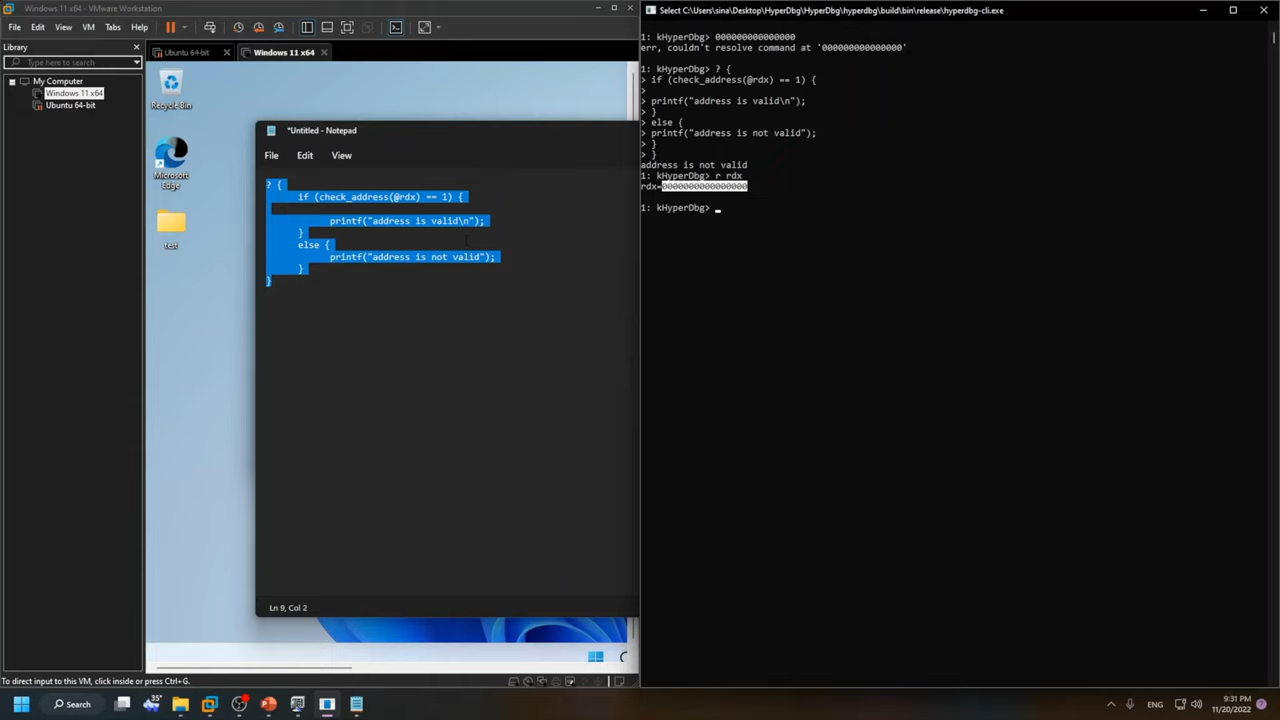 Windows 11 x64 - VMware Workstation
File Edit View VM Tabs Help
Library
Type here to search
My Computer
Windows 11 x64
Ubuntu 64-bit
Ubuntu 64-bit
Windows 11 x64
Recycle Bin
Microsoft
Edge
test
*Untitled - Notepad
File Edit View
? {
if (check_address(@rdx) == 1) {
printf("address is valid\n");
}
else {
printf("address is not valid");
}
}
Ln 9, Col 2
To direct input to this VM, click inside or press Ctrl+G.
Select C:\Users\sina\Desktop\HyperDbg\HyperDbg\hyperdbg\build\bin\release\hyperdbg-cli.exe
1: kHyperDbg> 000000000000000
err, couldn't resolve command at '000000000000000'
1: kHyperDbg> ? {
> if (check_address(@rdx) == 1) {
>
> printf("address is valid\n");
> }
> else {
> printf("address is not valid");
> }
> }
address is not valid
1: kHyperDbg> r rdx
rdx=0000000000000000
1: kHyperDbg> _
Search
35°
ENG
9:31 PM
11/20/2022
7